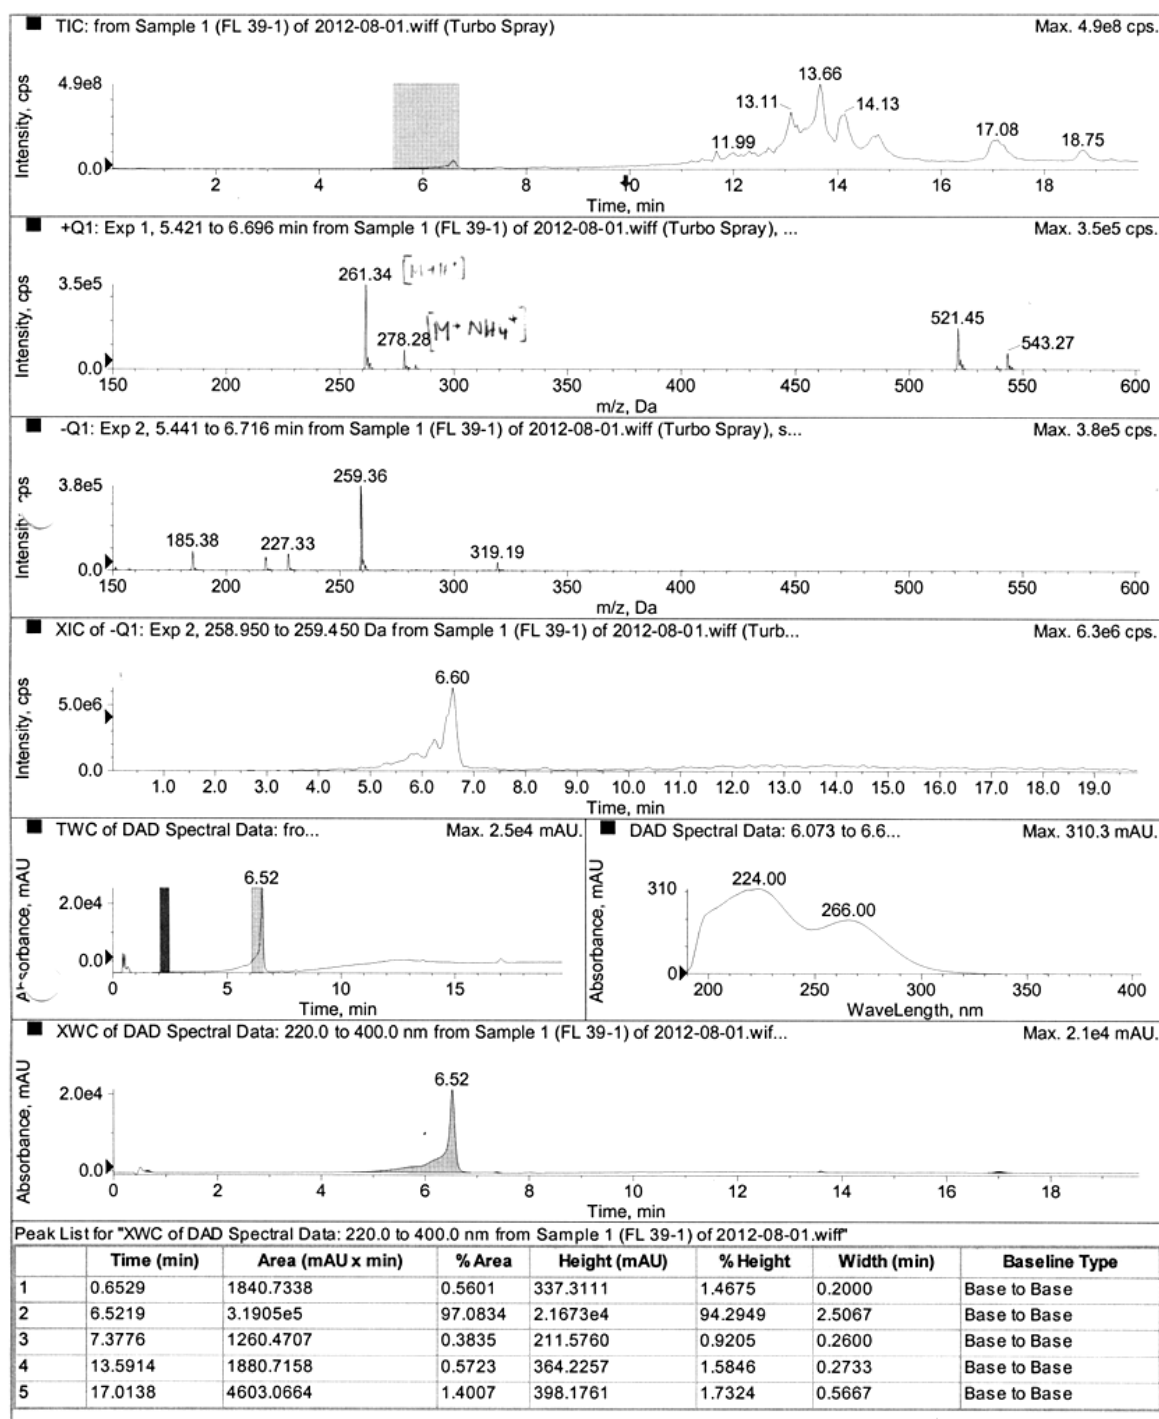 TIC: from Sample 1 (FL 39-1) of 2012-08-01.wiff (Turbo Spray) Max. 4.9e8 cps.
Intensity, cps
4.9e8
0.0
11.99 13.11 13.66 14.13 17.08 18.75
2 4 6 10 12 14 16 18
Time, min
+Q1: Exp 1, 5.421 to 6.696 min from Sample 1 (FL 39-1) of 2012-08-01.wiff (Turbo Spray), ... Max. 3.5e5 cps.
Intensity, cps
3.5e5
0.0
261.34 [M+H+]
278.28 [M+NH4+]
521.45
543.27
150 200 250 300 350 400 450 500 550 600
m/z, Da
-Q1: Exp 2, 5.441 to 6.716 min from Sample 1 (FL 39-1) of 2012-08-01.wiff (Turbo Spray), s... Max. 3.8e5 cps.
3.8e5
0.0
185.38 227.33 259.36 319.19
150 200 250 300 350 400 450 500 550 600
m/z, Da
XIC of -Q1: Exp 2, 258.950 to 259.450 Da from Sample 1 (FL 39-1) of 2012-08-01.wiff (Turb... Max. 6.3e6 cps.
Intensity, cps
5.0e6
0.0
6.60
1.0 2.0 3.0 4.0 5.0 6.0 7.0 8.0 9.0 10.0 11.0 12.0 13.0 14.0 15.0 16.0 17.0 18.0 19.0
Time, min
TWC of DAD Spectral Data: fro... Max. 2.5e4 mAU.
2.0e4
0.0
6.52
0 5 10 15
Time, min
DAD Spectral Data: 6.073 to 6.6... Max. 310.3 mAU.
Absorbance, mAU
310
0
224.00
266.00
200 250 300 350 400
WaveLength, nm
XWC of DAD Spectral Data: 220.0 to 400.0 nm from Sample 1 (FL 39-1) of 2012-08-01.wif... Max. 2.1e4 mAU.
Absorbance, mAU
2.0e4
0.0
6.52
0 2 4 6 8 10 12 14 16 18
Time, min
Peak List for "XWC of DAD Spectral Data: 220.0 to 400.0 nm from Sample 1 (FL 39-1) of 2012-08-01.wiff"
Time (min) Area (mAU x min) % Area Height (mAU) % Height Width (min) Baseline Type
1 0.6529 1840.7338 0.5601 337.3111 1.4675 0.2000 Base to Base
2 6.5219 3.1905e5 97.0834 2.1673e4 94.2949 2.5067 Base to Base
3 7.3776 1260.4707 0.3835 211.5760 0.9205 0.2600 Base to Base
4 13.5914 1880.7158 0.5723 364.2257 1.5846 0.2733 Base to Base
5 17.0138 4603.0664 1.4007 398.1761 1.7324 0.5667 Base to Base